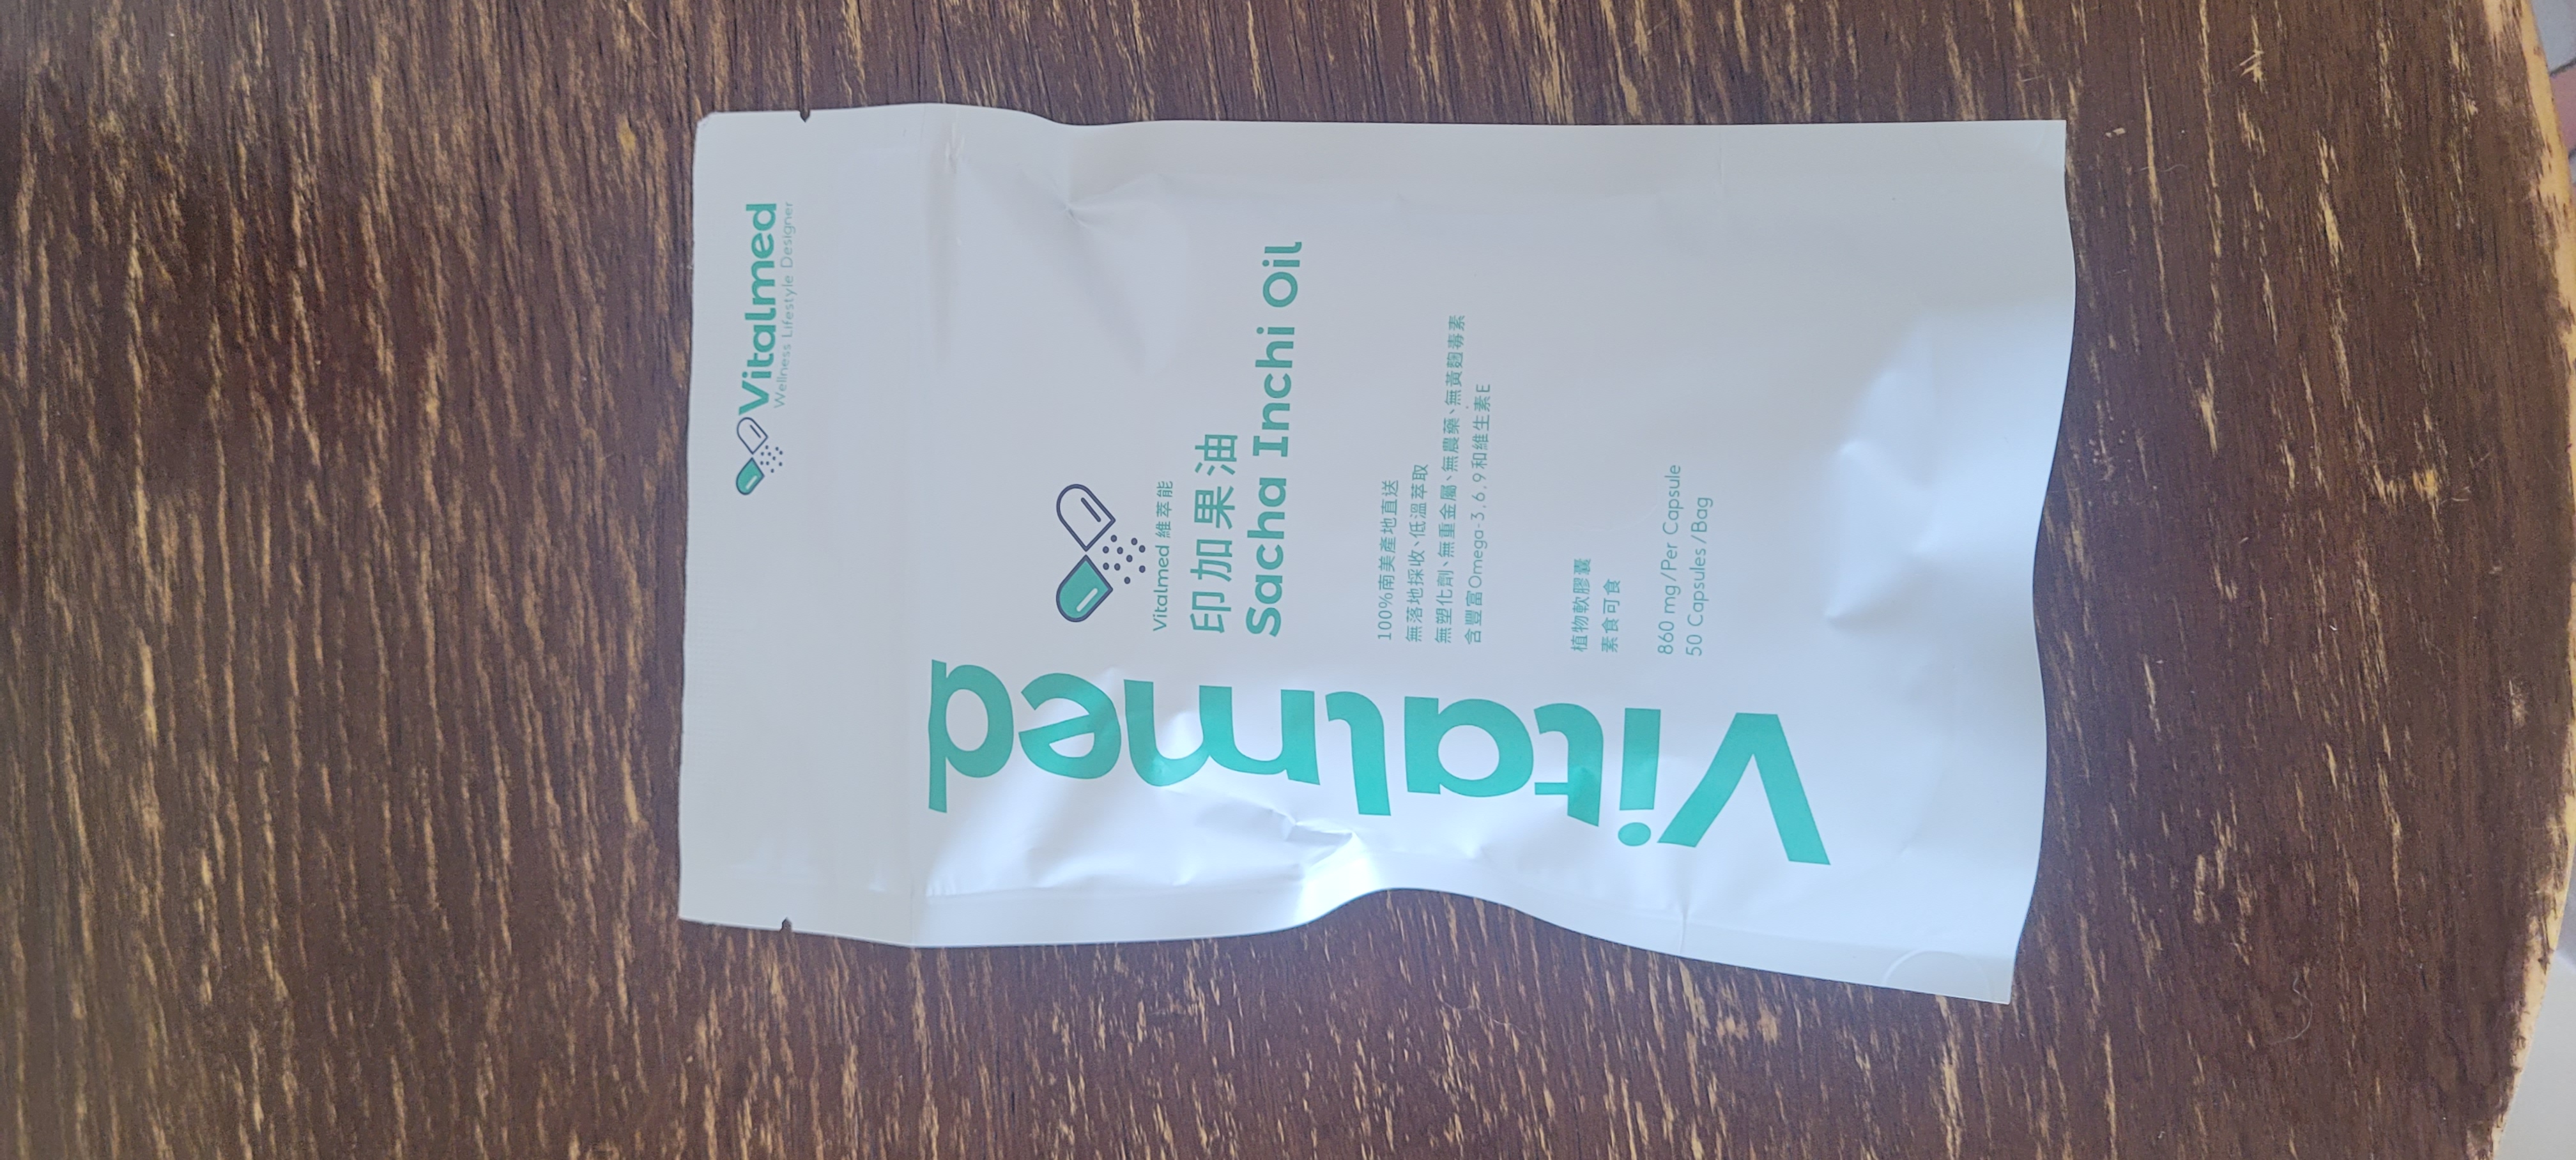 Vitalmed
Wellness Lifestyle Designer
Vitalmed 維萃能
印加果油
Sacha Inchi Oil
100%南美產地直送
無落地採收、低溫萃取
無塑化劑、無重金屬、無農藥、無黃麴毒素
含豐富Omega-3,6,9和維生素E
植物軟膠囊
素食可食
860 mg/Per Capsule
50 Capsules/Bag
Vitalmed